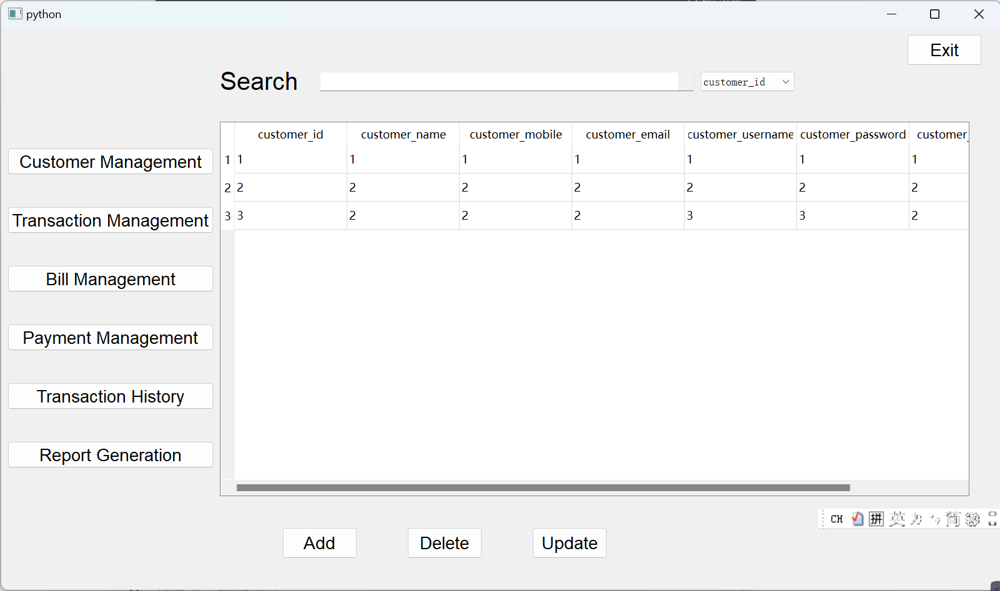 python
Exit
Search
customer_id
customer_id customer_name customer_mobile customer_email customer_username customer_password customer_
1 1 1 1 1 1 1 1
2 2 2 2 2 2 2 2
3 3 2 2 2 3 3 2
Customer Management
Transaction Management
Bill Management
Payment Management
Transaction History
Report Generation
CH 拼 英 简
Add Delete Update